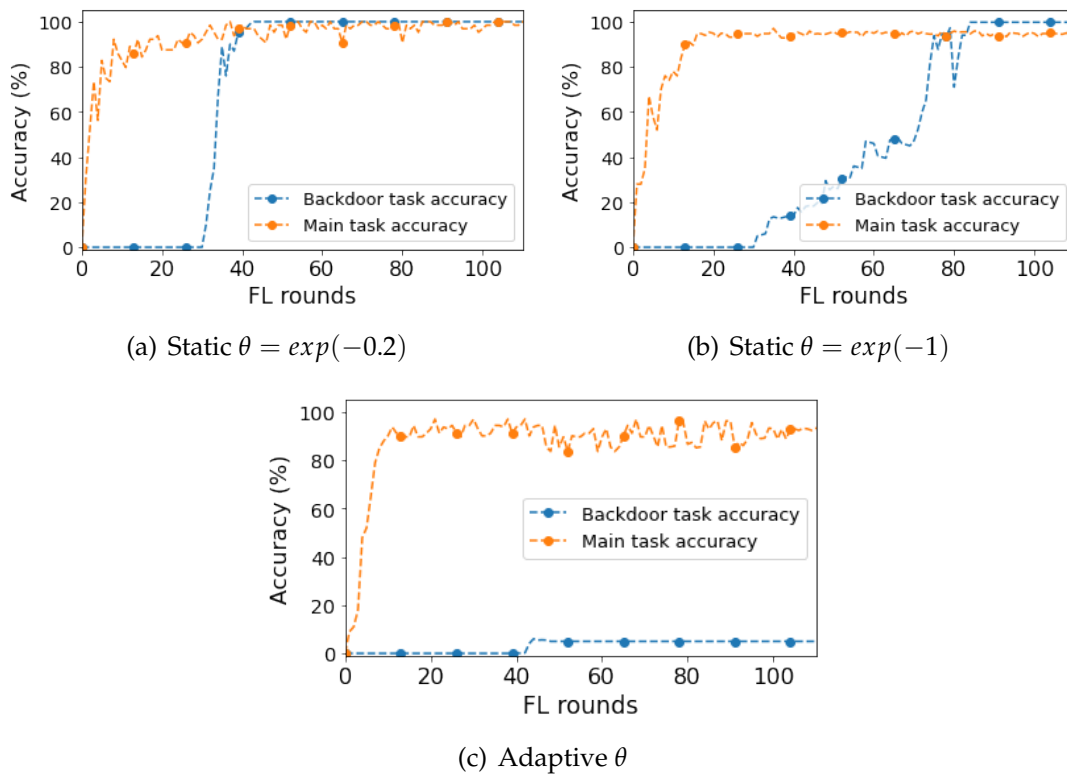 100
80
60
40
20
0
Accuracy (%)
Backdoor task accuracy
Main task accuracy
0 20 40 60 80 100
FL rounds
(a) Static θ = exp(−0.2)
100
80
60
40
20
0
Accuracy (%)
Backdoor task accuracy
Main task accuracy
0 20 40 60 80 100
FL rounds
(b) Static θ = exp(−1)
100
80
60
40
20
0
Accuracy (%)
Backdoor task accuracy
Main task accuracy
0 20 40 60 80 100
FL rounds
(c) Adaptive θ